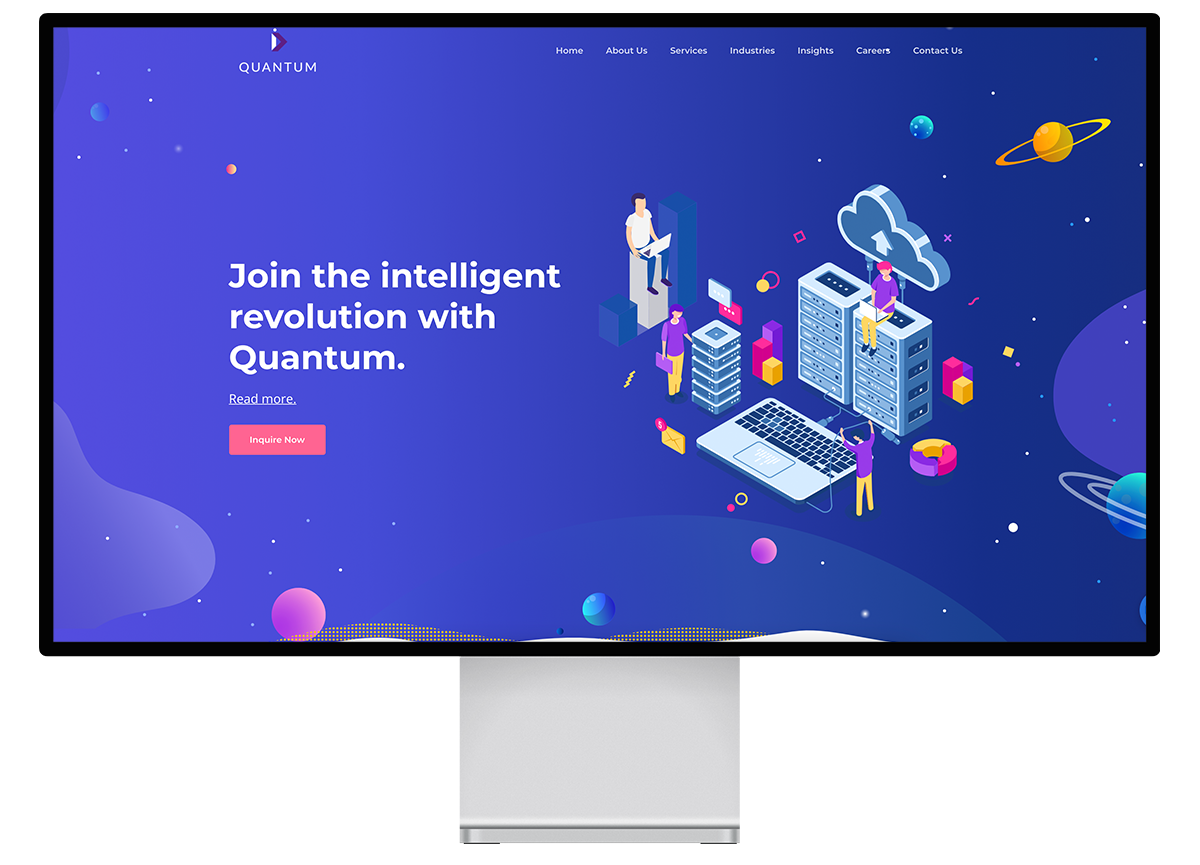 QUANTUM
Home About Us Services Industries Insights Careers Contact Us
Join the intelligent
revolution with
Quantum.
Read more.
Inquire Now
$